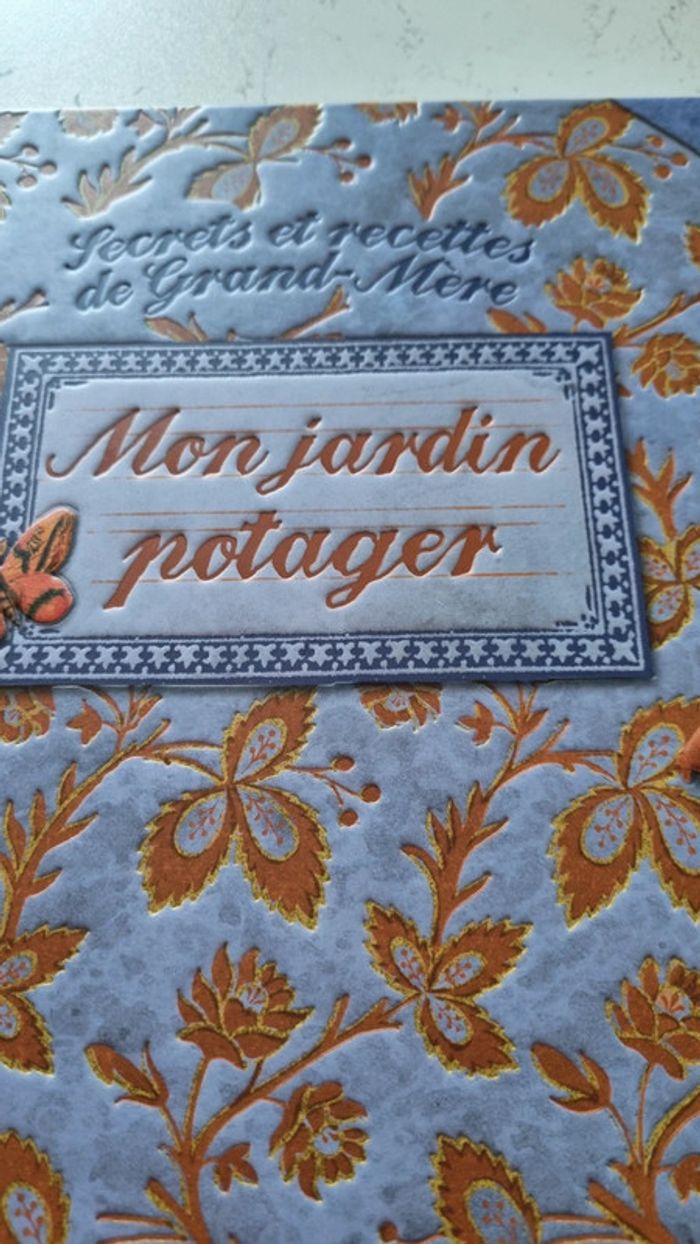 Secrets et recettes
de Grand-Mère
Mon jardin
potager